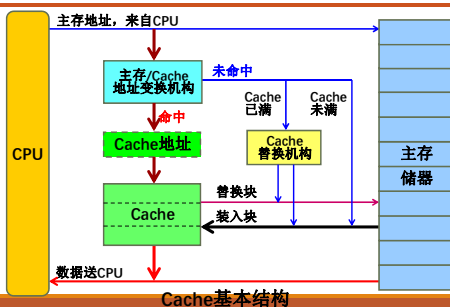 主存地址，来自CPU
主存/Cache
地址变换机构
未命中
命中
Cache
已满
Cache
未满
Cache地址
Cache
替换机构
CPU
主存
储器
替换块
Cache
装入块
数据送CPU
Cache基本结构